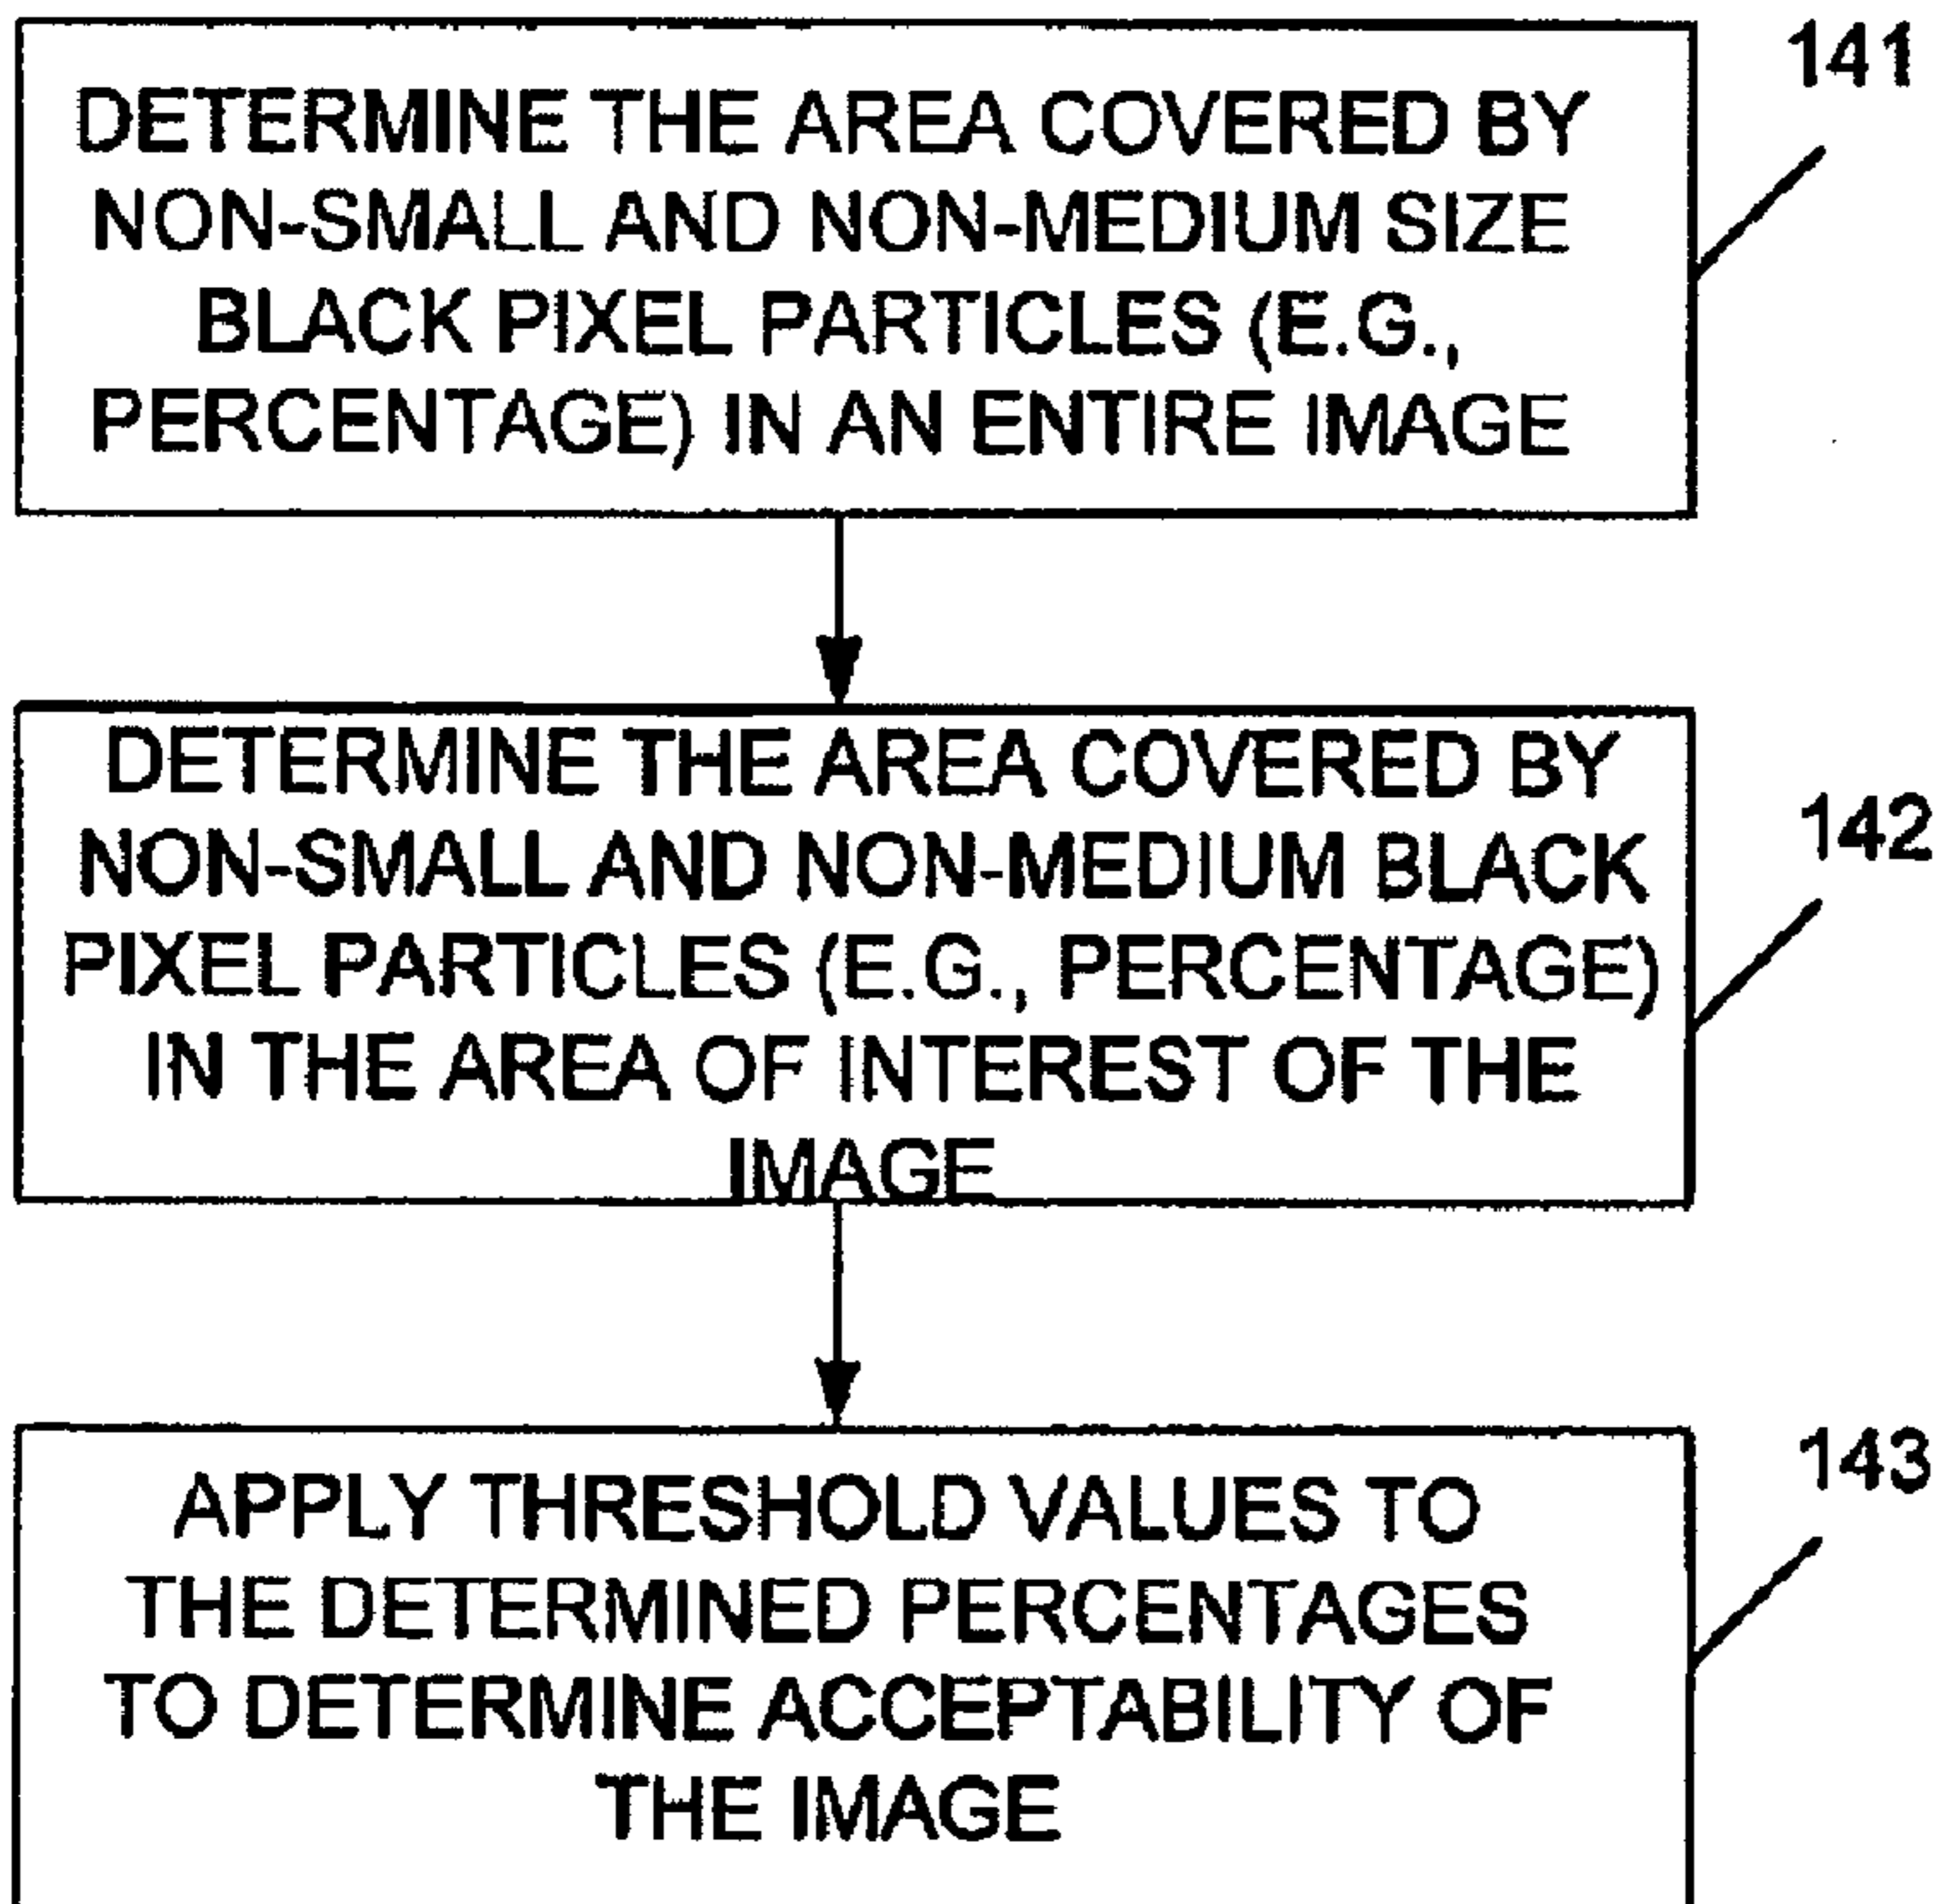 141
DETERMINE THE AREA COVERED BY
NON-SMALL AND NON-MEDIUM SIZE
BLACK PIXEL PARTICLES (E.G.,
PERCENTAGE) IN AN ENTIRE IMAGE
142
DETERMINE THE AREA COVERED BY
NON-SMALL AND NON-MEDIUM BLACK
PIXEL PARTICLES (E.G., PERCENTAGE)
IN THE AREA OF INTEREST OF THE
IMAGE
143
APPLY THRESHOLD VALUES TO
THE DETERMINED PERCENTAGES
TO DETERMINE ACCEPTABILITY OF
THE IMAGE